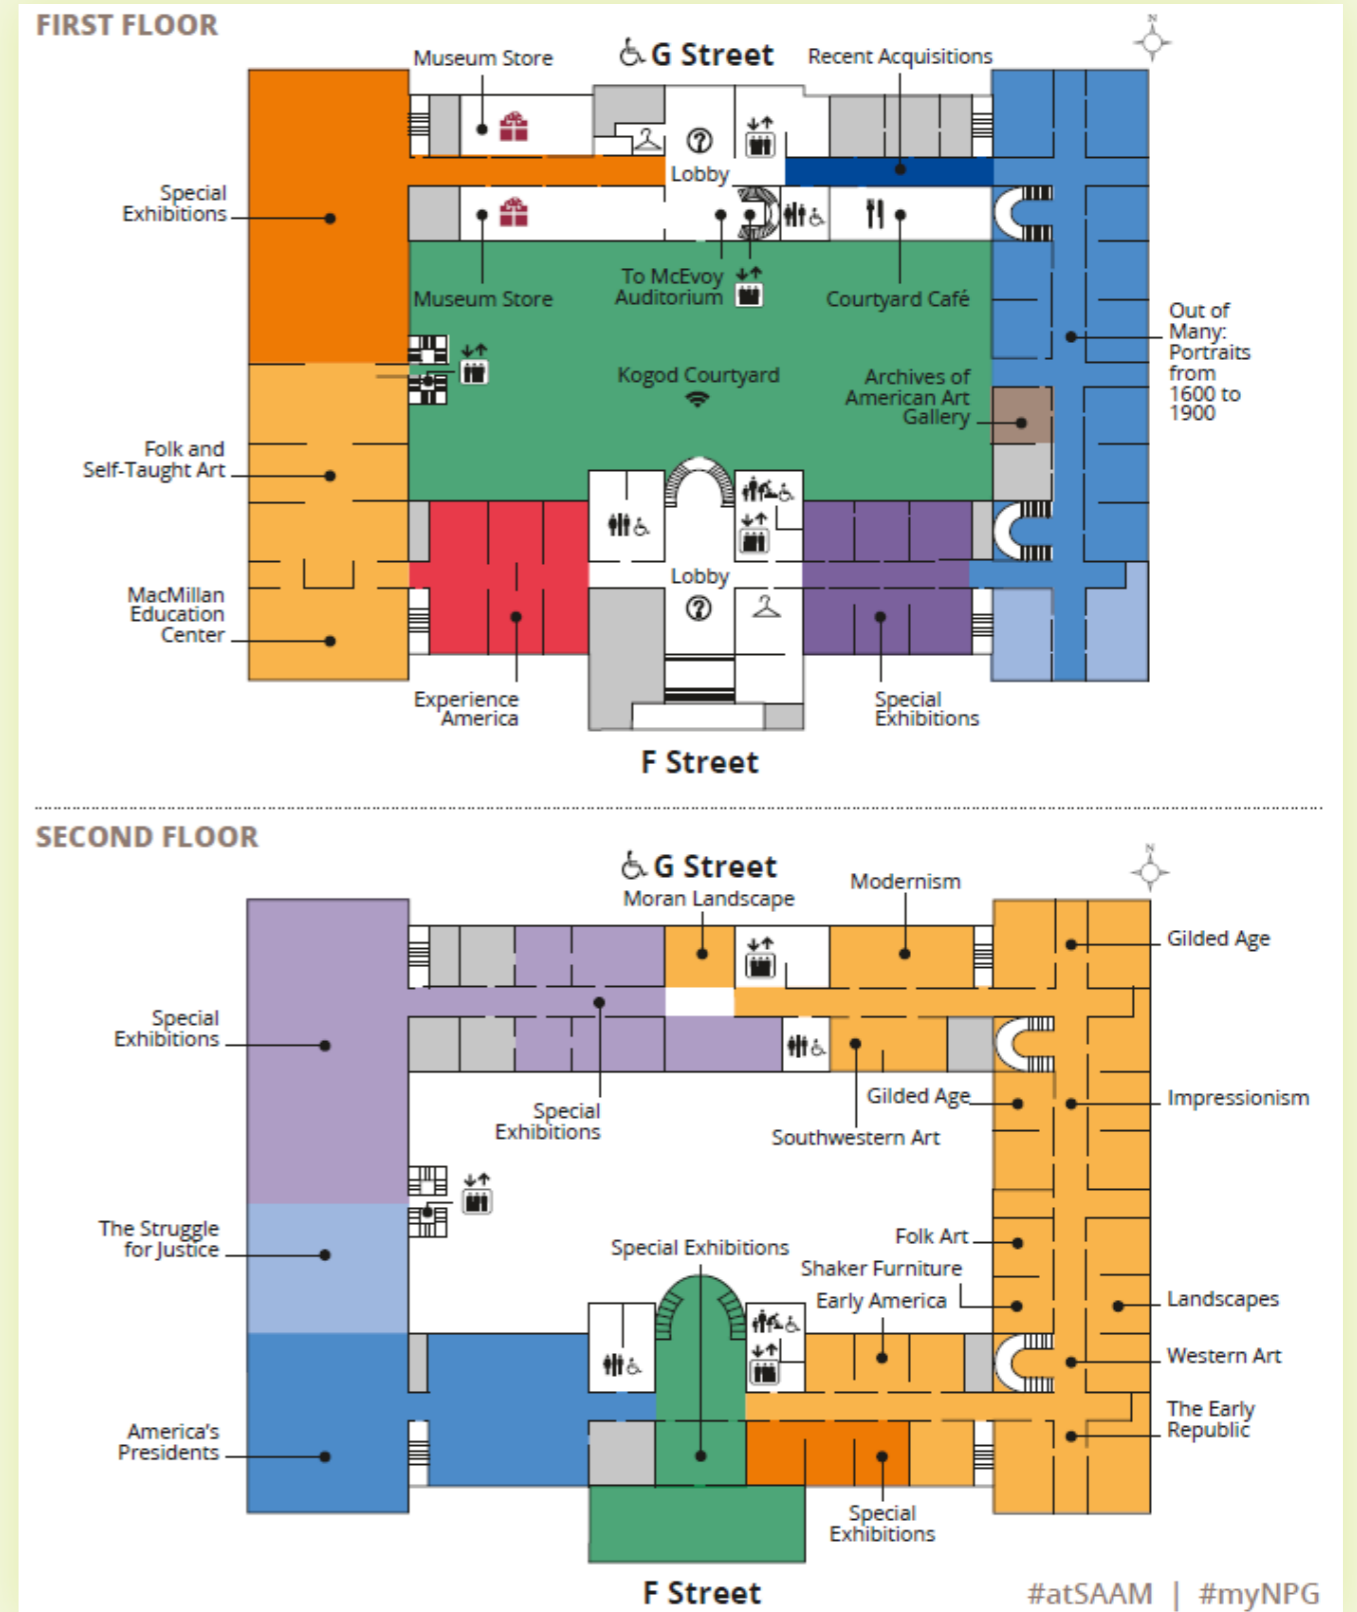 FIRST FLOOR
N
G Street
Museum Store
Recent Acquisitions
Lobby
Special
Exhibitions
To McEvoy
Auditorium
Museum Store
Courtyard Café
Out of
Many:
Portraits
from
1600 to
1900
Kogod Courtyard
Archives of
American Art
Gallery
Folk and
Self-Taught Art
Lobby
MacMillan
Education
Center
Experience
America
Special
Exhibitions
F Street
SECOND FLOOR
N
G Street
Moran Landscape
Modernism
Gilded Age
Special
Exhibitions
Special
Exhibitions
Gilded Age
Impressionism
Southwestern Art
The Struggle
for Justice
Special Exhibitions
Folk Art
Shaker Furniture
Early America
Landscapes
Western Art
The Early
Republic
America's
Presidents
Special
Exhibitions
F Street
#atSAAM | #myNPG